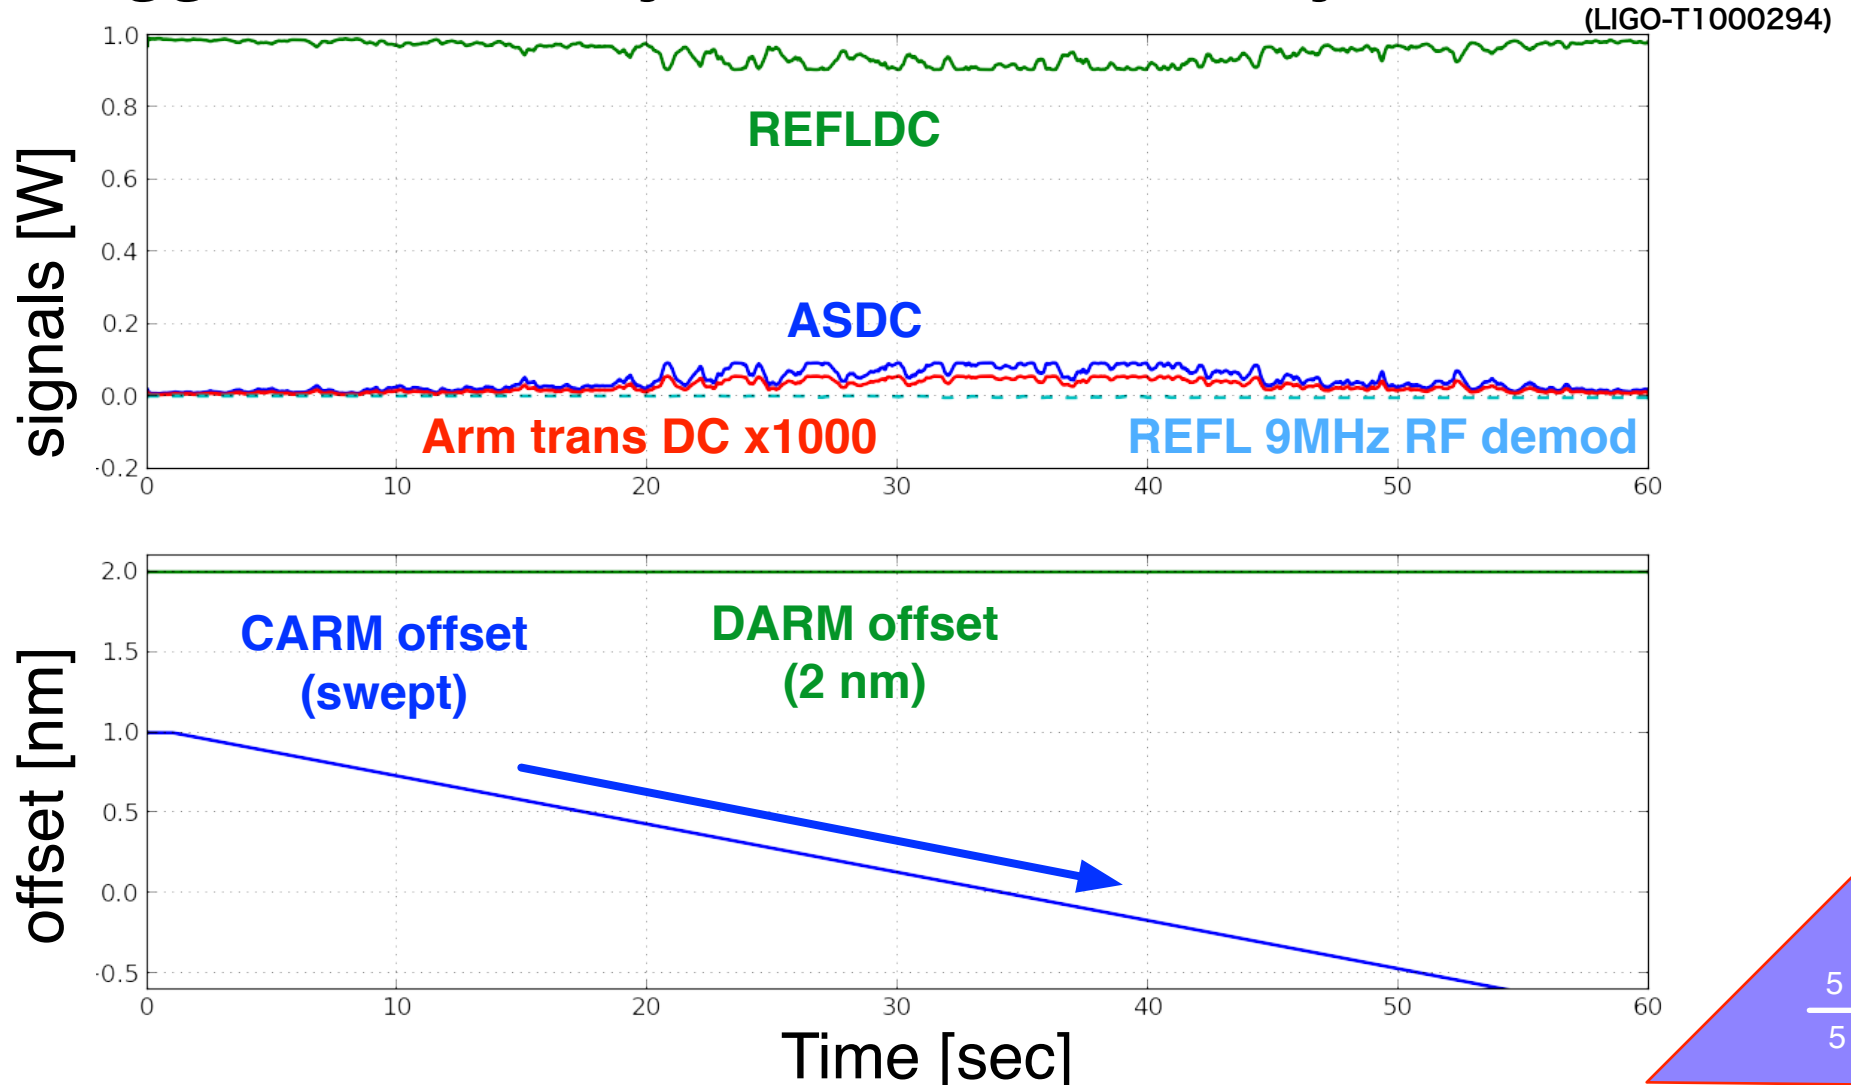 (LIGO-T1000294)
1.0
0.8
0.6
0.4
0.2
0.0
-0.2
signals [W]
REFLDC
ASDC
Arm trans DC x1000
REFL 9MHz RF demod
0 10 20 30 40 50 60
2.0
1.5
1.0
0.5
0.0
-0.5
offset [nm]
CARM offset
(swept)
DARM offset
(2 nm)
0 10 20 30 40 50 60
Time [sec]
5
5